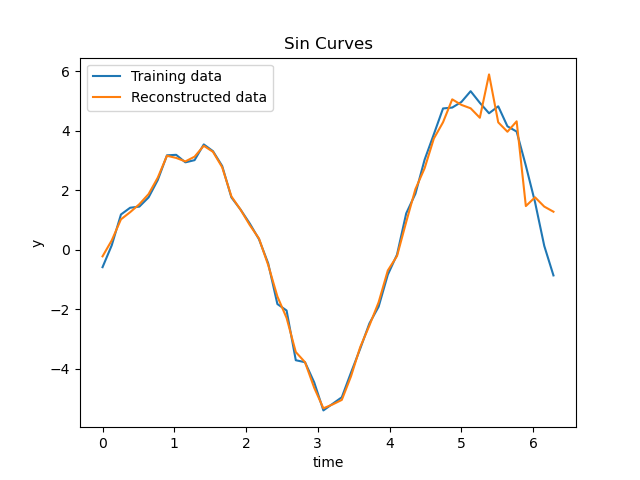 Sin Curves
Training data
Reconstructed data
6
4
2
0
−2
−4
y
0 1 2 3 4 5 6
time